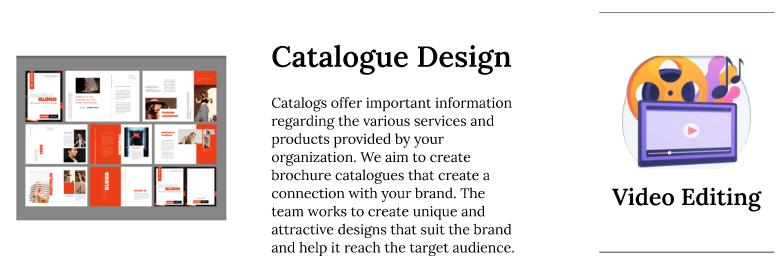 Catalogue Design
Catalogs offer important information
regarding the various services and
products provided by your
organization. We aim to create
brochure catalogues that create a
connection with your brand. The
team works to create unique and
attractive designs that suit the brand
and help it reach the target audience.
Video Editing